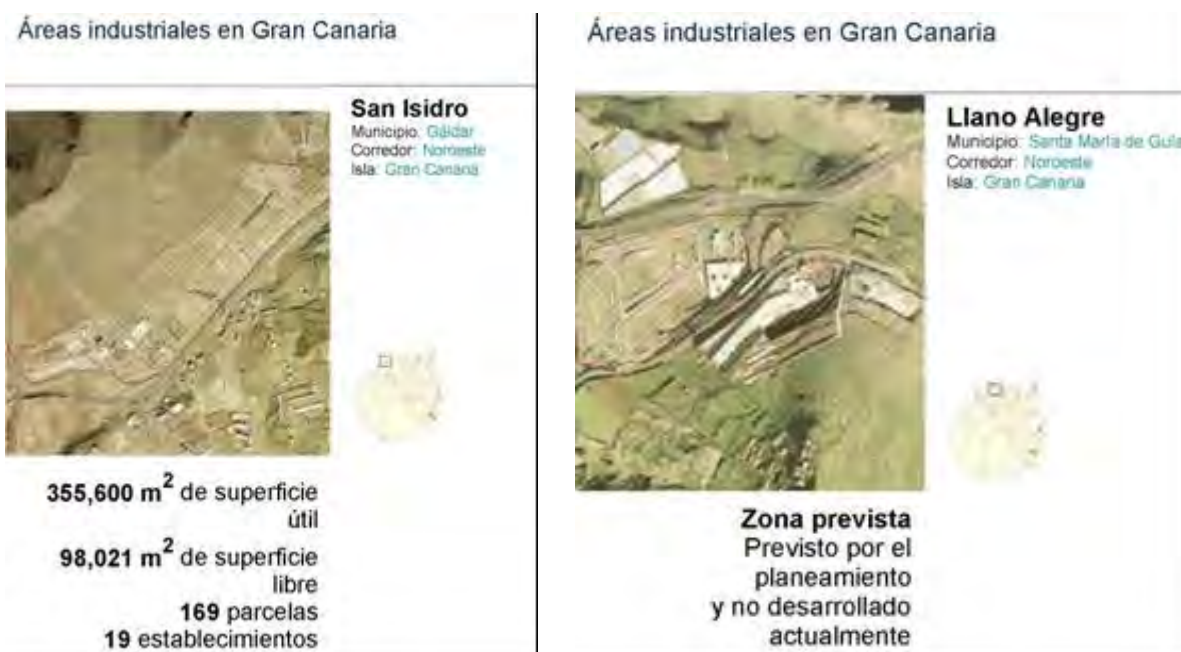 Áreas industriales en Gran Canaria
San Isidro
Municipio: Gáldar
Corredor: Noroeste
Isla: Gran Canaria
355,600 m² de superficie
útil
98,021 m² de superficie
libre
169 parcelas
19 establecimientos
Áreas industriales en Gran Canaria
Llano Alegre
Municipio: Santa María de Guía
Corredor: Noroeste
Isla: Gran Canaria
Zona prevista
Previsto por el
planeamiento
y no desarrollado
actualmente